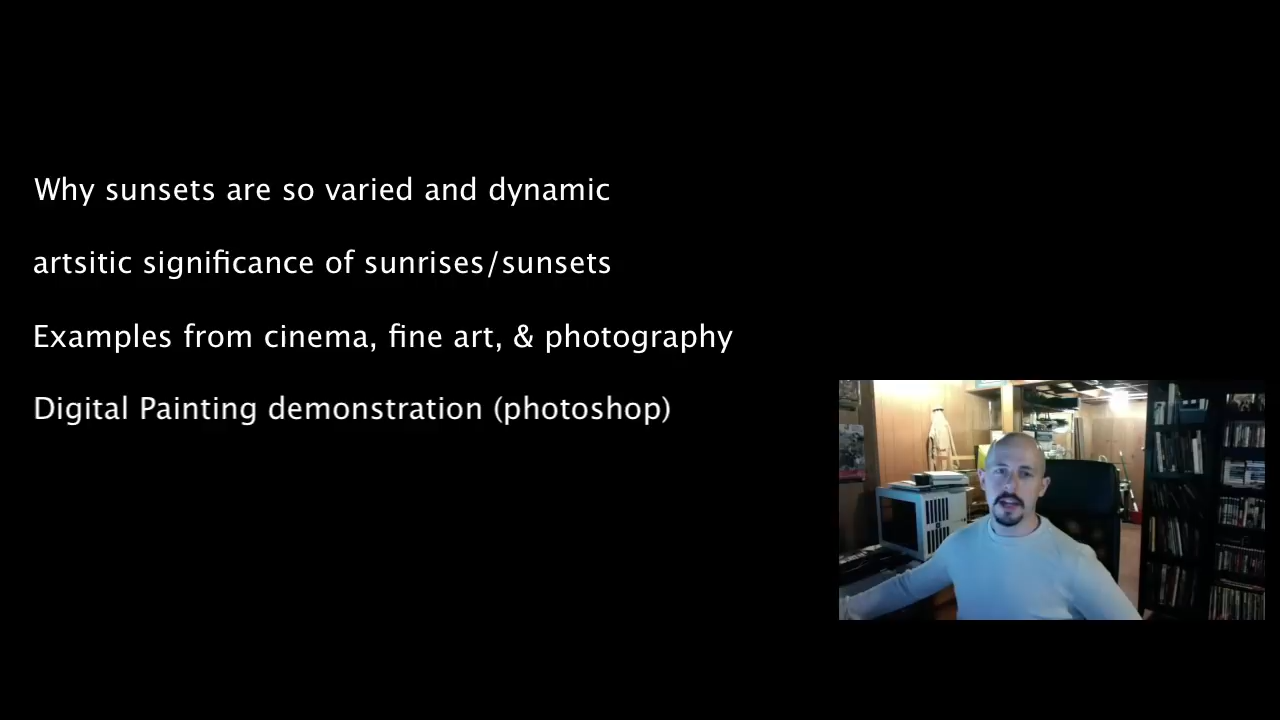 Why sunsets are so varied and dynamic
artsitic significance of sunrises/sunsets
Examples from cinema, fine art, & photography
Digital Painting demonstration (photoshop)